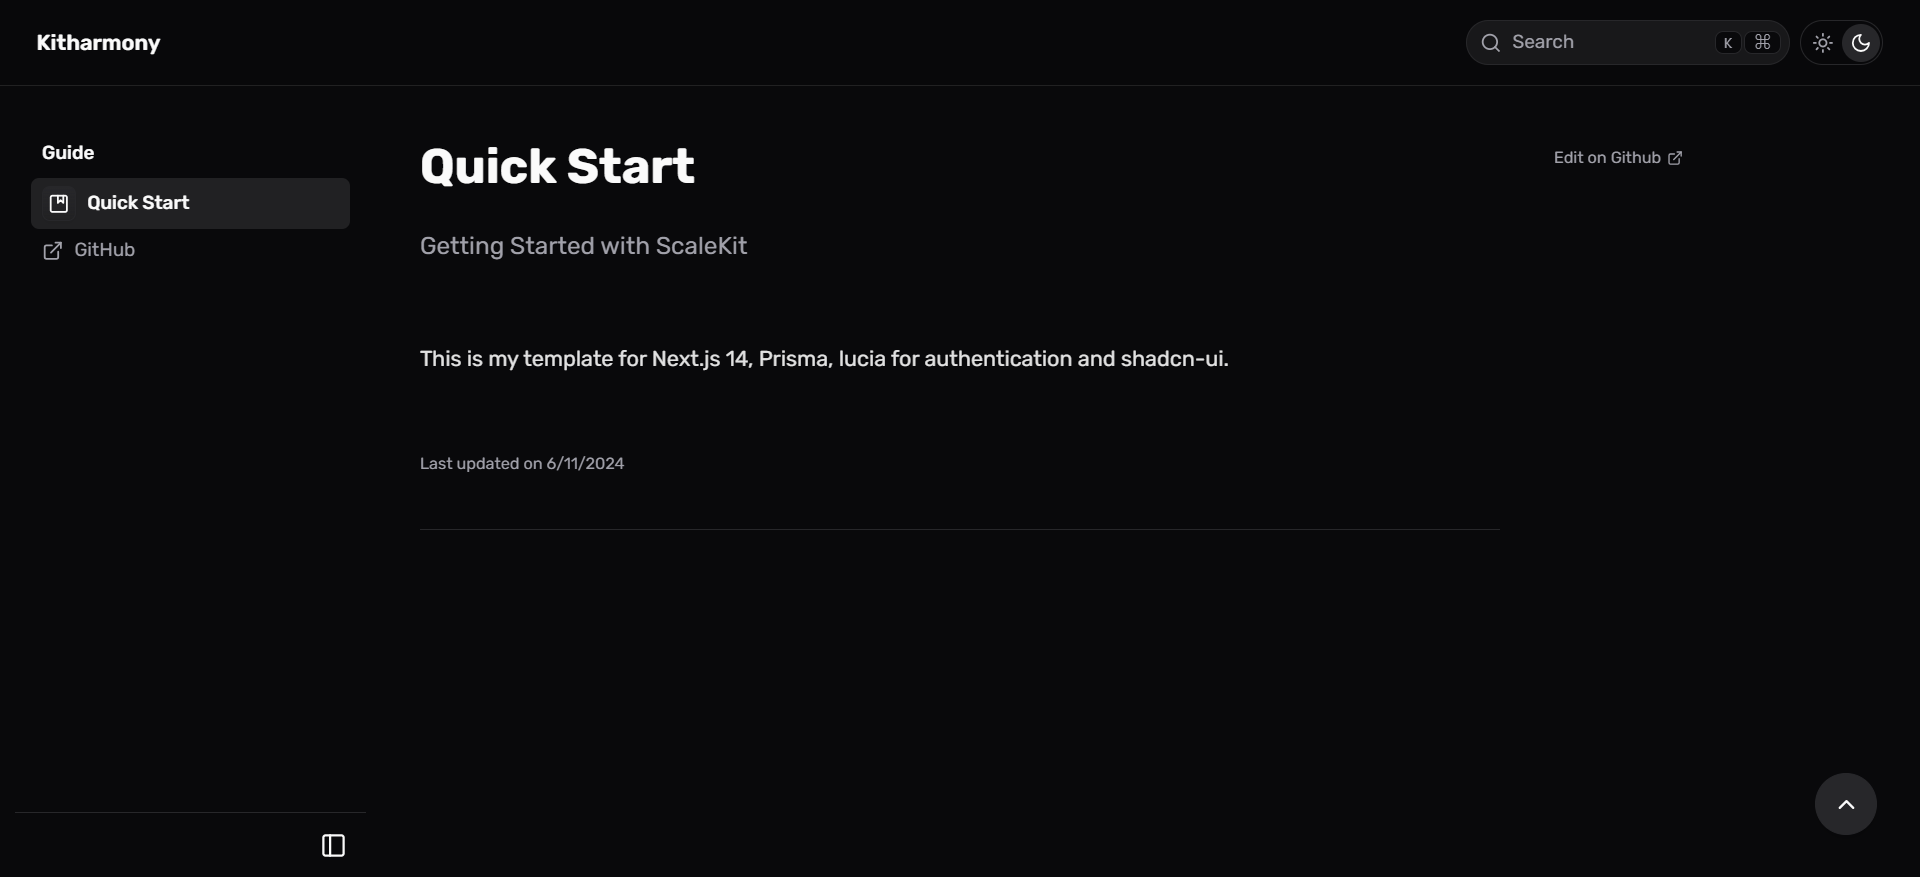 Kitharmony
Search K ⌘
Guide
Quick Start
GitHub
Quick Start
Getting Started with ScaleKit
This is my template for Next.js 14, Prisma, lucia for authentication and shadcn-ui.
Last updated on 6/11/2024
Edit on Github